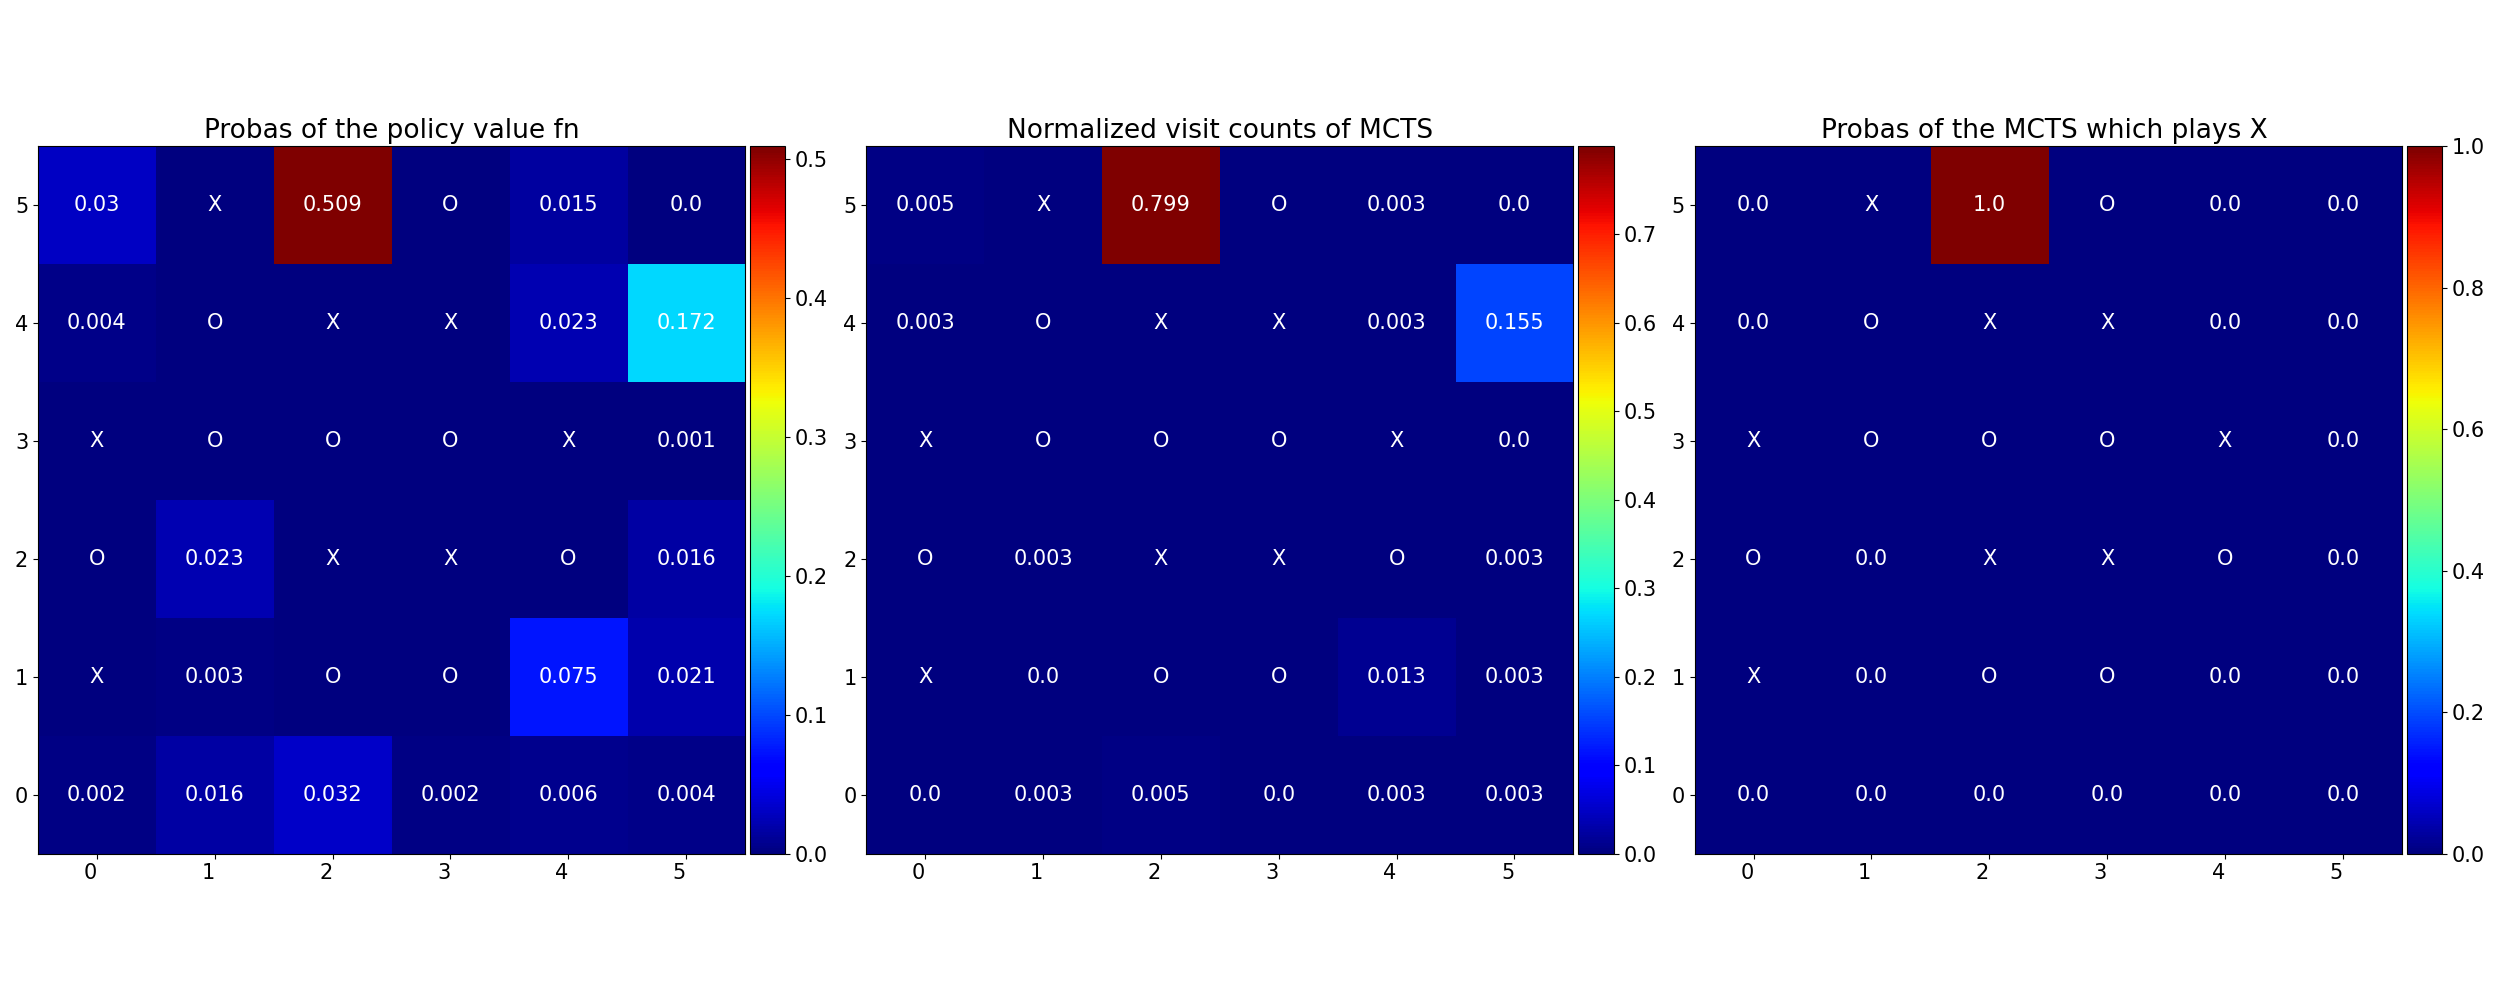 Probas of the policy value fn
5 0.03 X 0.509 O 0.015 0.0
4 0.004 O X X 0.023 0.172
3 X O O O X 0.001
2 O 0.023 X X O 0.016
1 X 0.003 O O 0.075 0.021
0 0.002 0.016 0.032 0.002 0.006 0.004
0 1 2 3 4 5
0.5
0.4
0.3
0.2
0.1
0.0
Normalized visit counts of MCTS
5 0.005 X 0.799 O 0.003 0.0
4 0.003 O X X 0.003 0.155
3 X O O O X 0.0
2 O 0.003 X X O 0.003
1 X 0.0 O O 0.013 0.003
0 0.0 0.003 0.005 0.0 0.003 0.003
0 1 2 3 4 5
0.7
0.6
0.5
0.4
0.3
0.2
0.1
0.0
Probas of the MCTS which plays X
5 0.0 X 1.0 O 0.0 0.0
4 0.0 O X X 0.0 0.0
3 X O O O X 0.0
2 O 0.0 X X O 0.0
1 X 0.0 O O 0.0 0.0
0 0.0 0.0 0.0 0.0 0.0 0.0
0 1 2 3 4 5
1.0
0.8
0.6
0.4
0.2
0.0